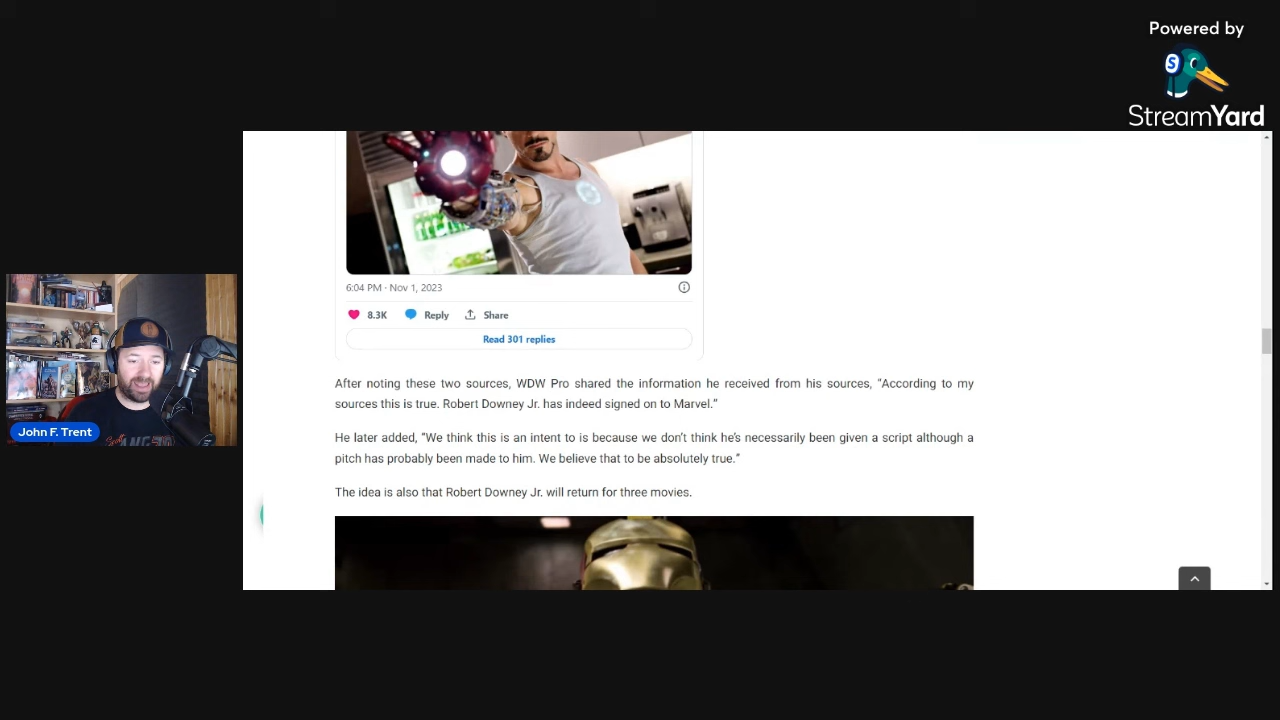 Powered by
S
StreamYard
6:04 PM · Nov 1, 2023
8.3K Reply Share
Read 301 replies
After noting these two sources, WDW Pro shared the information he received from his sources, “According to my
sources this is true. Robert Downey Jr. has indeed signed on to Marvel.”
He later added, “We think this is an intent to is because we don’t think he’s necessarily been given a script although a
pitch has probably been made to him. We believe that to be absolutely true.”
John F. Trent
The idea is also that Robert Downey Jr. will return for three movies.